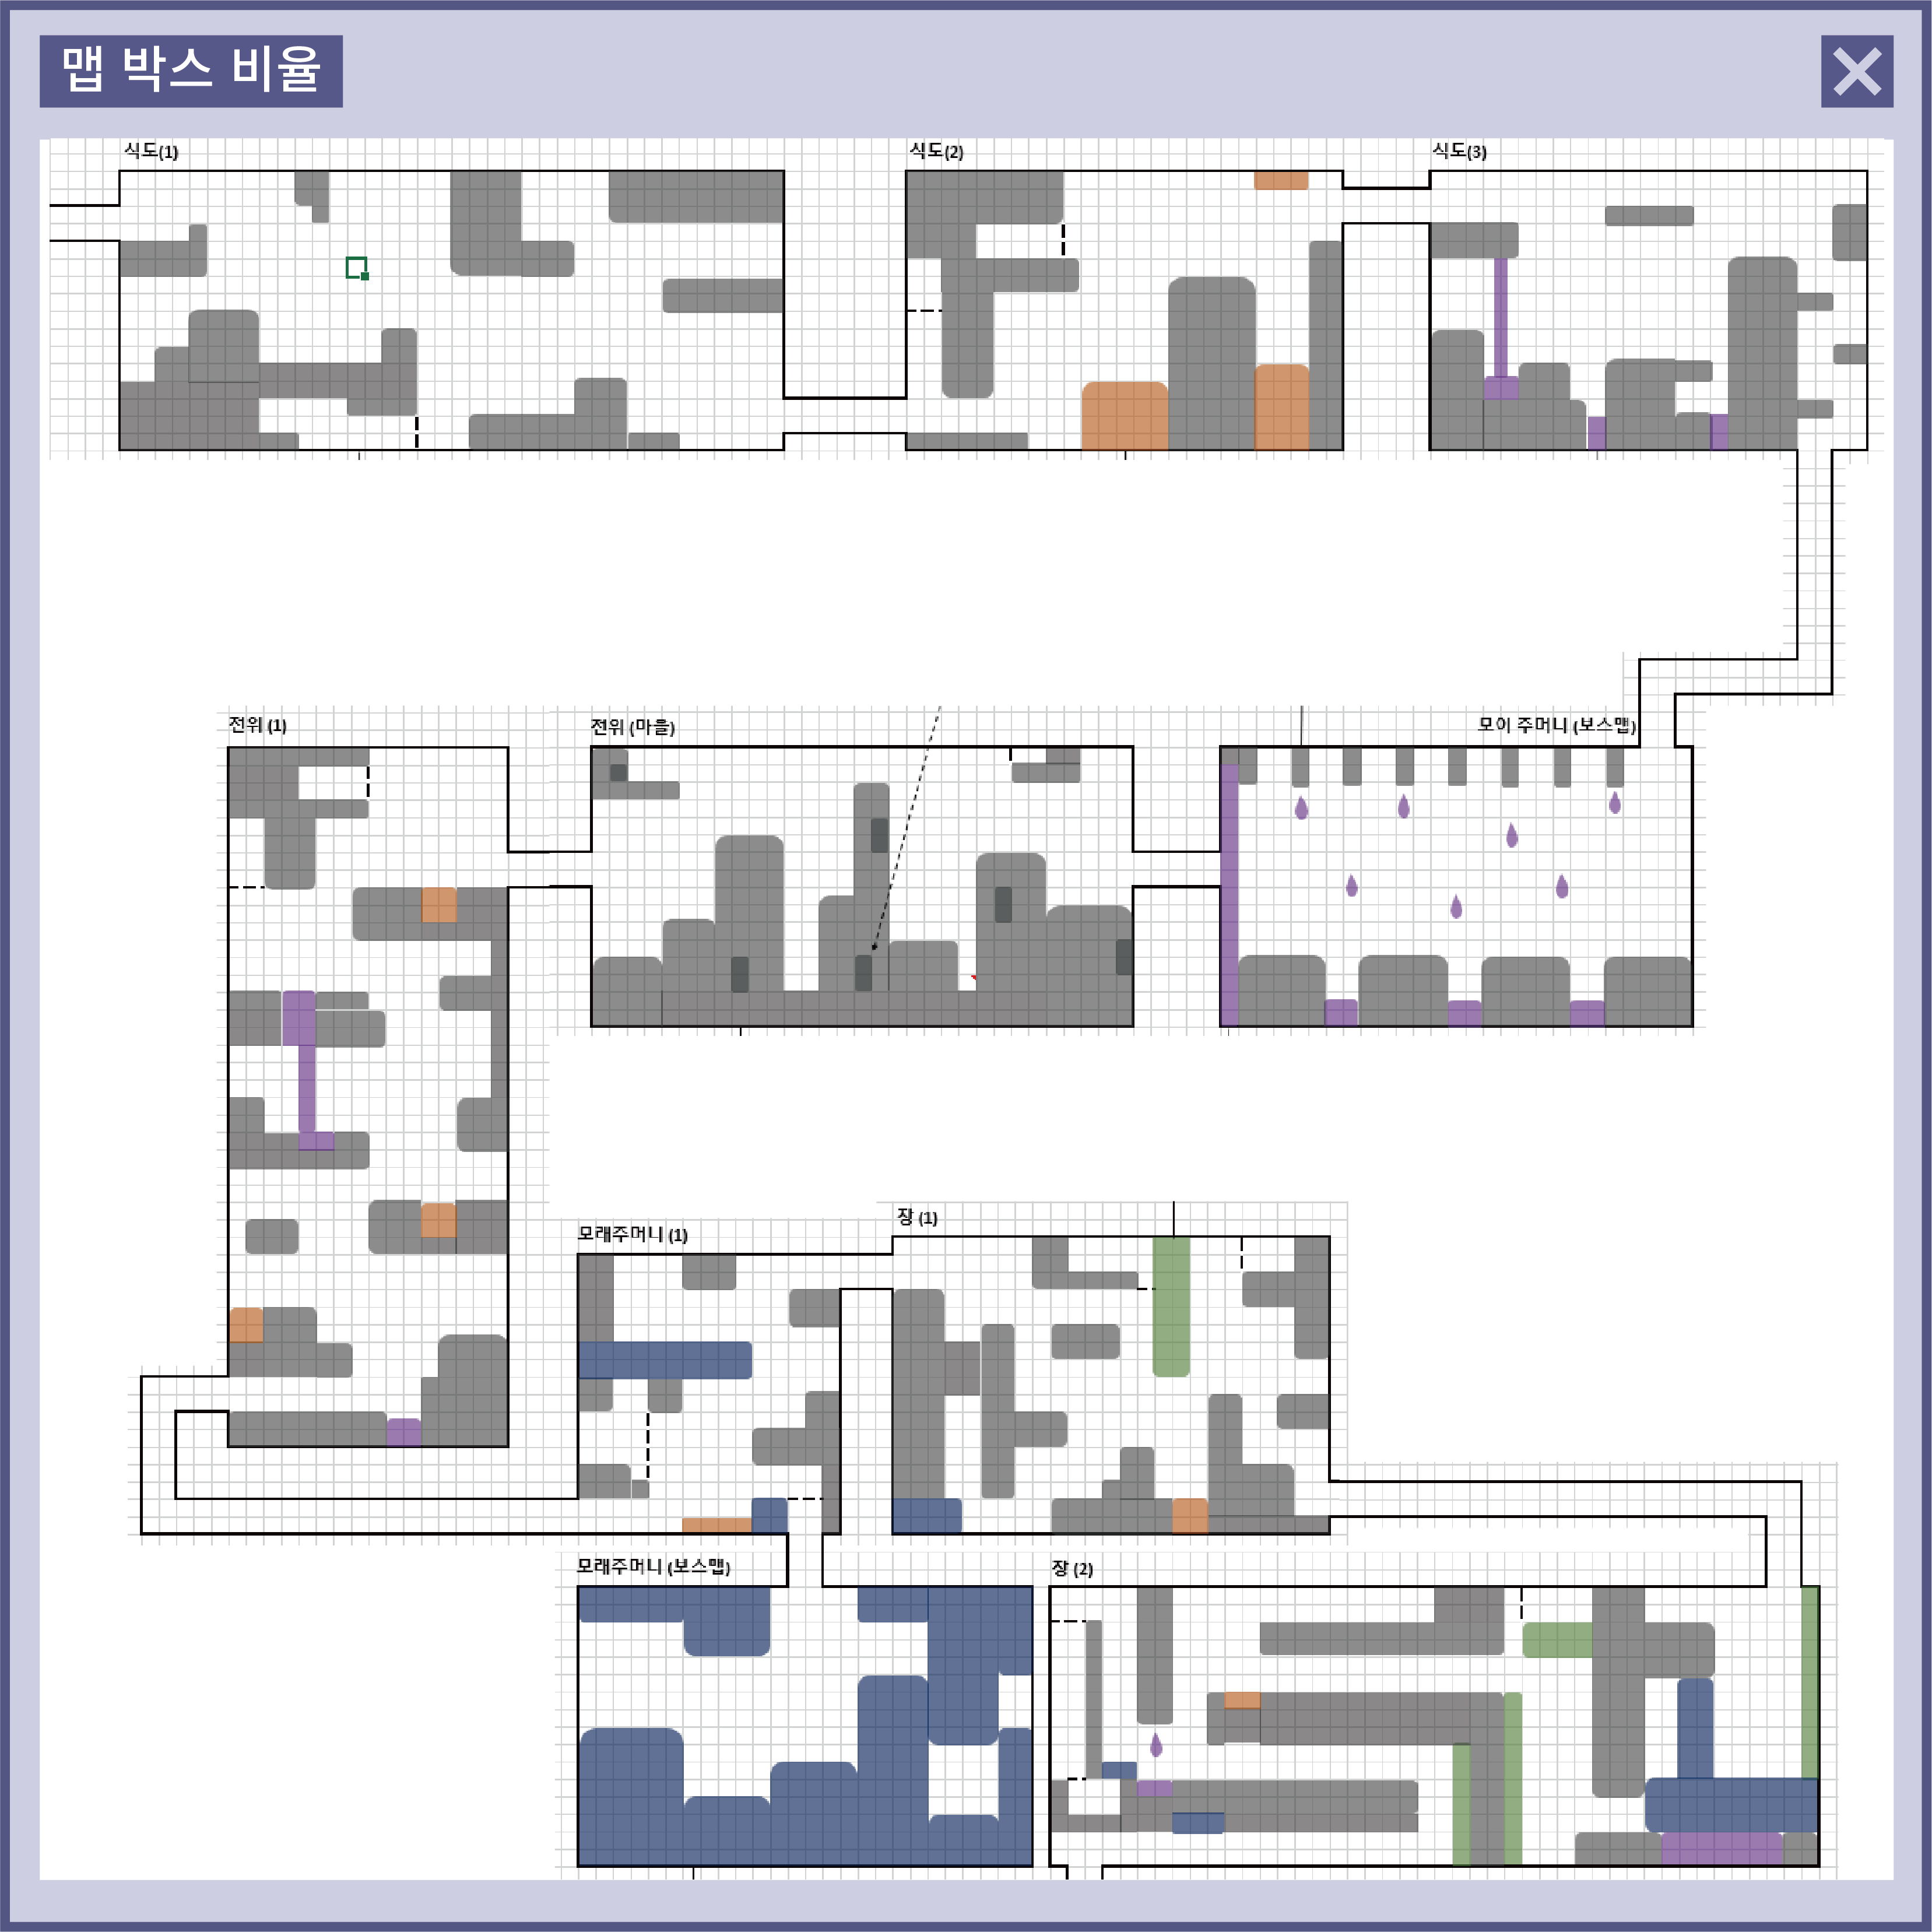 맵 박스 비율
식도(1)
식도(2)
식도(3)
전위 (1)
전위 (마을)
모이 주머니 (보스맵)
모래주머니 (1)
장 (1)
모래주머니 (보스맵)
장 (2)